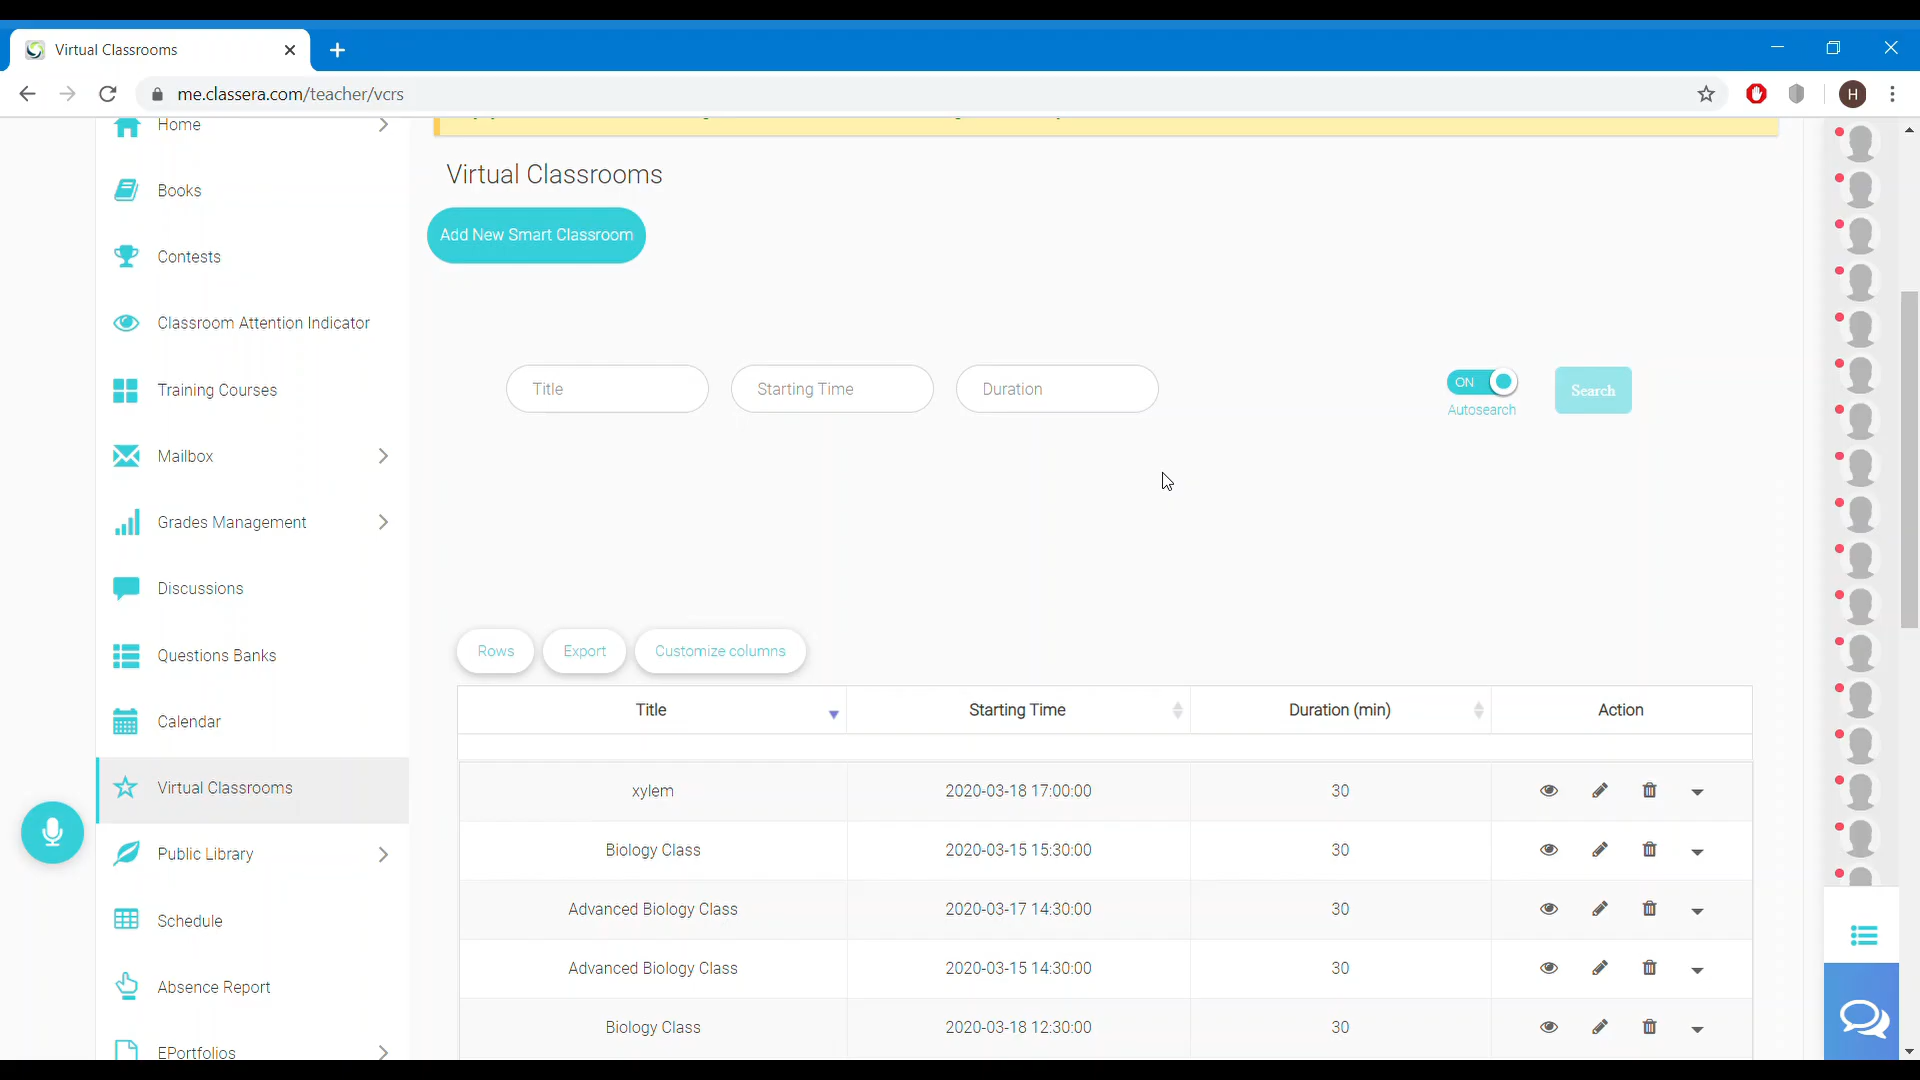 Virtual Classrooms
me.classera.com/teacher/vcrs
H
Home
Books
Contests
Classroom Attention Indicator
Training Courses
Mailbox
Grades Management
Discussions
Questions Banks
Calendar
Virtual Classrooms
Public Library
Schedule
Absence Report
EPortfolios
Virtual Classrooms
Add New Smart Classroom
Title Starting Time Duration
ON
Autosearch
Search
Rows Export Customize columns
Title Starting Time Duration (min) Action
xylem 2020-03-18 17:00:00 30
Biology Class 2020-03-15 15:30:00 30
Advanced Biology Class 2020-03-17 14:30:00 30
Advanced Biology Class 2020-03-15 14:30:00 30
Biology Class 2020-03-18 12:30:00 30